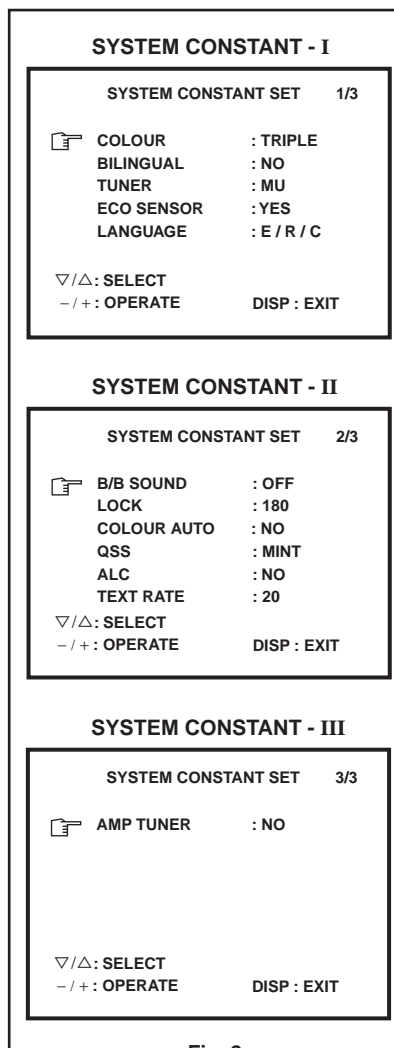 SYSTEM CONSTANT - I
SYSTEM CONSTANT SET 1/3
COLOUR : TRIPLE
BILINGUAL : NO
TUNER : MU
ECO SENSOR : YES
LANGUAGE : E / R / C
▽/△: SELECT
– / + : OPERATE DISP : EXIT
SYSTEM CONSTANT - II
SYSTEM CONSTANT SET 2/3
B/B SOUND : OFF
LOCK : 180
COLOUR AUTO : NO
QSS : MINT
ALC : NO
TEXT RATE : 20
▽/△: SELECT
– / + : OPERATE DISP : EXIT
SYSTEM CONSTANT - III
SYSTEM CONSTANT SET 3/3
AMP TUNER : NO
▽/△: SELECT
– / + : OPERATE DISP : EXIT